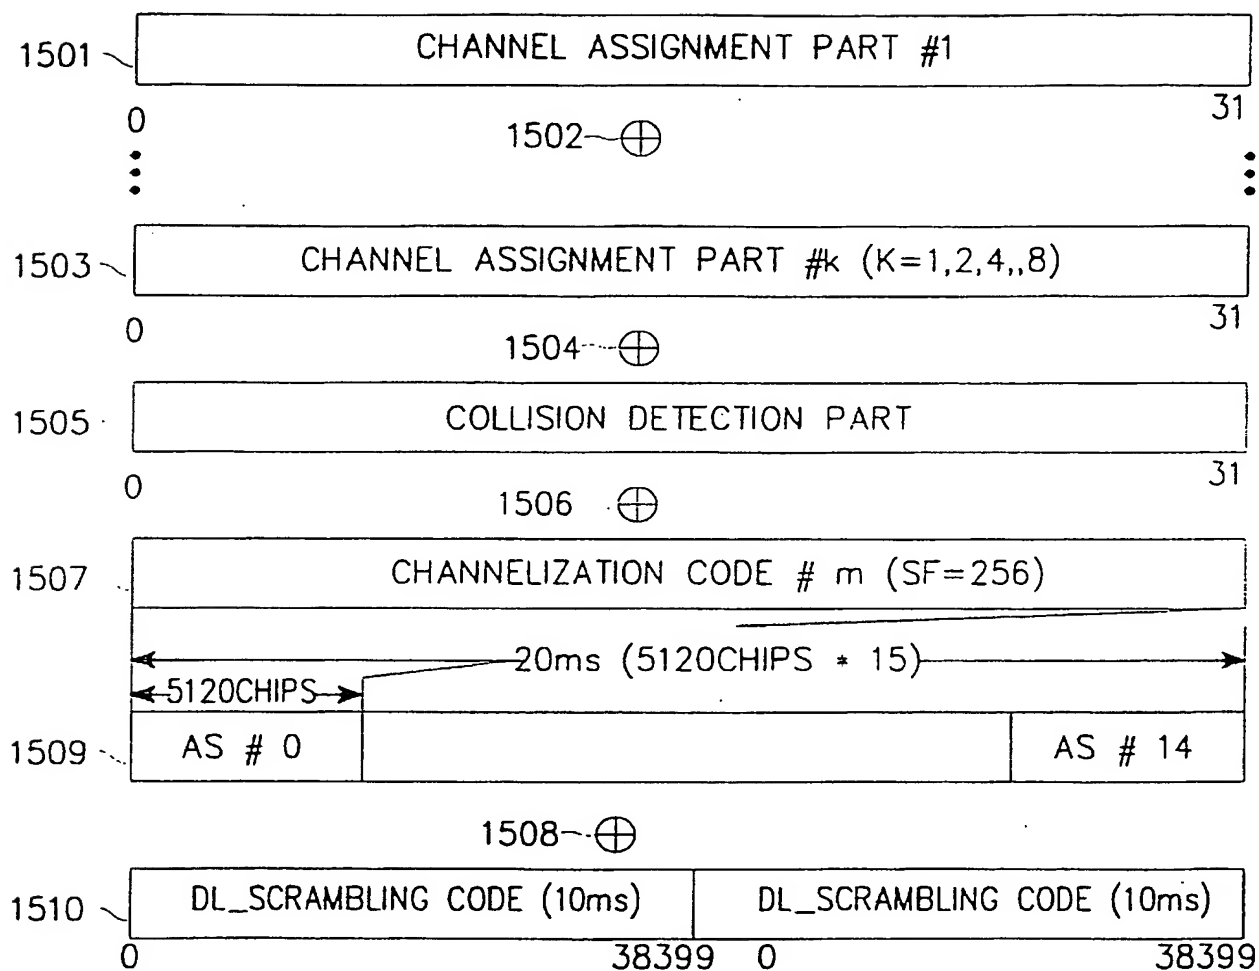 1501 CHANNEL ASSIGNMENT PART #1
0 31
1502
1503 CHANNEL ASSIGNMENT PART #k (K=1,2,4,,8)
0 31
1504
1505 COLLISION DETECTION PART
0 31
1506
1507 CHANNELIZATION CODE # m (SF=256)
20ms (5120CHIPS * 15)
5120CHIPS
1509 AS # 0 AS # 14
1508
1510 DL_SCRAMBLING CODE (10ms) DL_SCRAMBLING CODE (10ms)
0 38399 0 38399